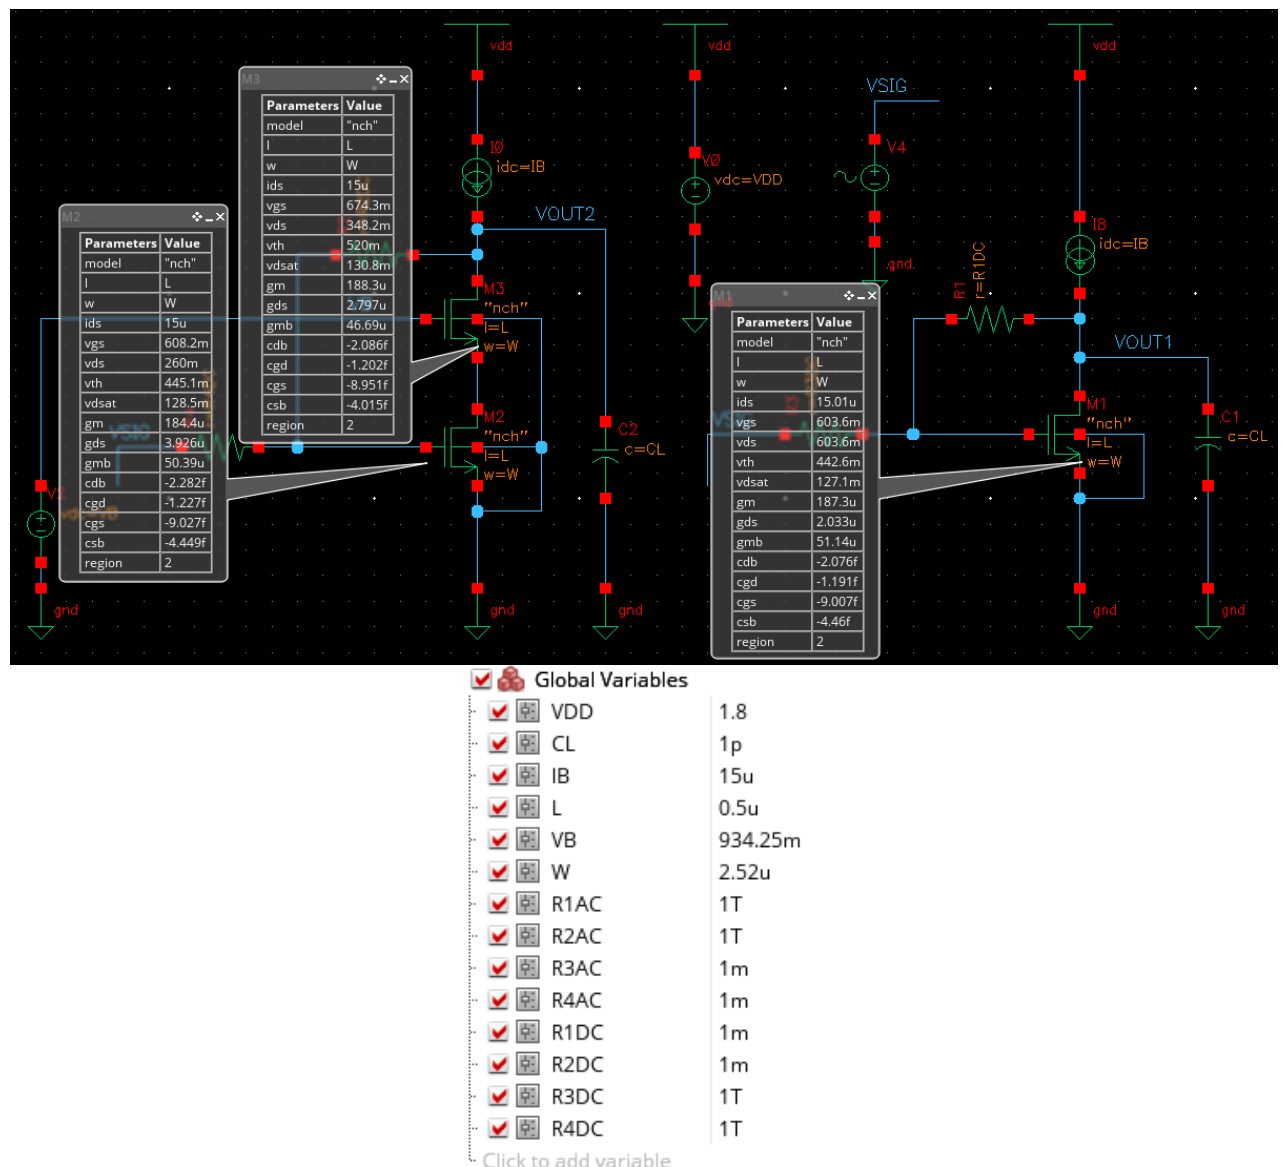 vdd
vdd
vdd
M3
Parameters Value
model "nch"
l L
w W
ids 15u
vgs 674.3m
vds 348.2m
vth 520m
vdsat 130.8m
gm 188.3u
gds 2.797u
gmb 46.69u
cdb -2.086f
cgd -1.202f
cgs -8.951f
csb -4.015f
region 2
I0
idc=IB
VOUT2
V0
vdc=VDD
VSIG
V4
gnd
M2
Parameters Value
model "nch"
l L
w W
ids 15u
vgs 608.2m
vds 260m
vth 445.1m
vdsat 128.5m
gm 184.4u
gds 3.926u
gmb 50.39u
cdb -2.282f
cgd -1.227f
cgs -9.027f
csb -4.449f
region 2
VSIG
M3
"nch"
l=L
w=W
M2
"nch"
l=L
w=W
C2
c=CL
gnd
gnd
gnd
I8
idc=IB
R1
r=R1DC
VOUT1
M1
Parameters Value
model "nch"
l L
w W
ids 15.01u
vgs 603.6m
vds 603.6m
vth 442.6m
vdsat 127.1m
gm 187.3u
gds 2.033u
gmb 51.14u
cdb -2.076f
cgd -1.191f
cgs -9.007f
csb -4.46f
region 2
M1
"nch"
l=L
w=W
C1
c=CL
gnd
gnd
Global Variables
VDD 1.8
CL 1p
IB 15u
L 0.5u
VB 934.25m
W 2.52u
R1AC 1T
R2AC 1T
R3AC 1m
R4AC 1m
R1DC 1m
R2DC 1m
R3DC 1T
R4DC 1T
Click to add variable